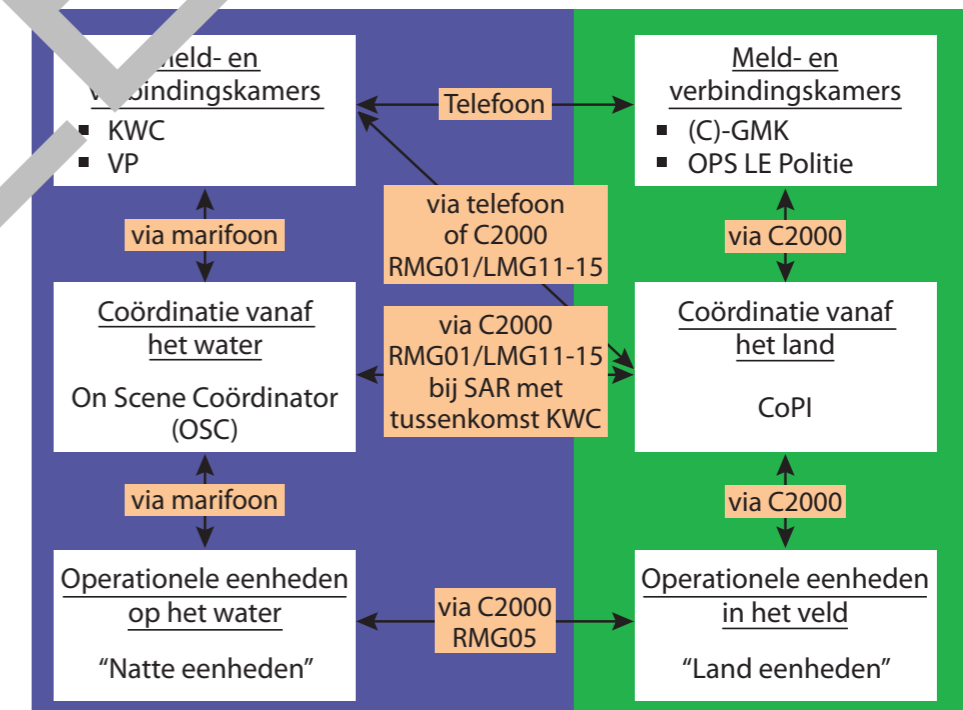 Meld- en
verbindingskamers
▪ KWC
▪ VP
Telefoon
Meld- en
verbindingskamers
▪ (C)-GMK
▪ OPS LE Politie
via marifoon
via telefoon
of C2000
RMG01/LMG11-15
via C2000
Coördinatie vanaf
het water
On Scene Coördinator
(OSC)
via C2000
RMG01/LMG11-15
bij SAR met
tussenkomst KWC
Coördinatie vanaf
het land
CoPI
via marifoon
via C2000
Operationele eenheden
op het water
“Natte eenheden”
via C2000
RMG05
Operationele eenheden
in het veld
“Land eenheden”